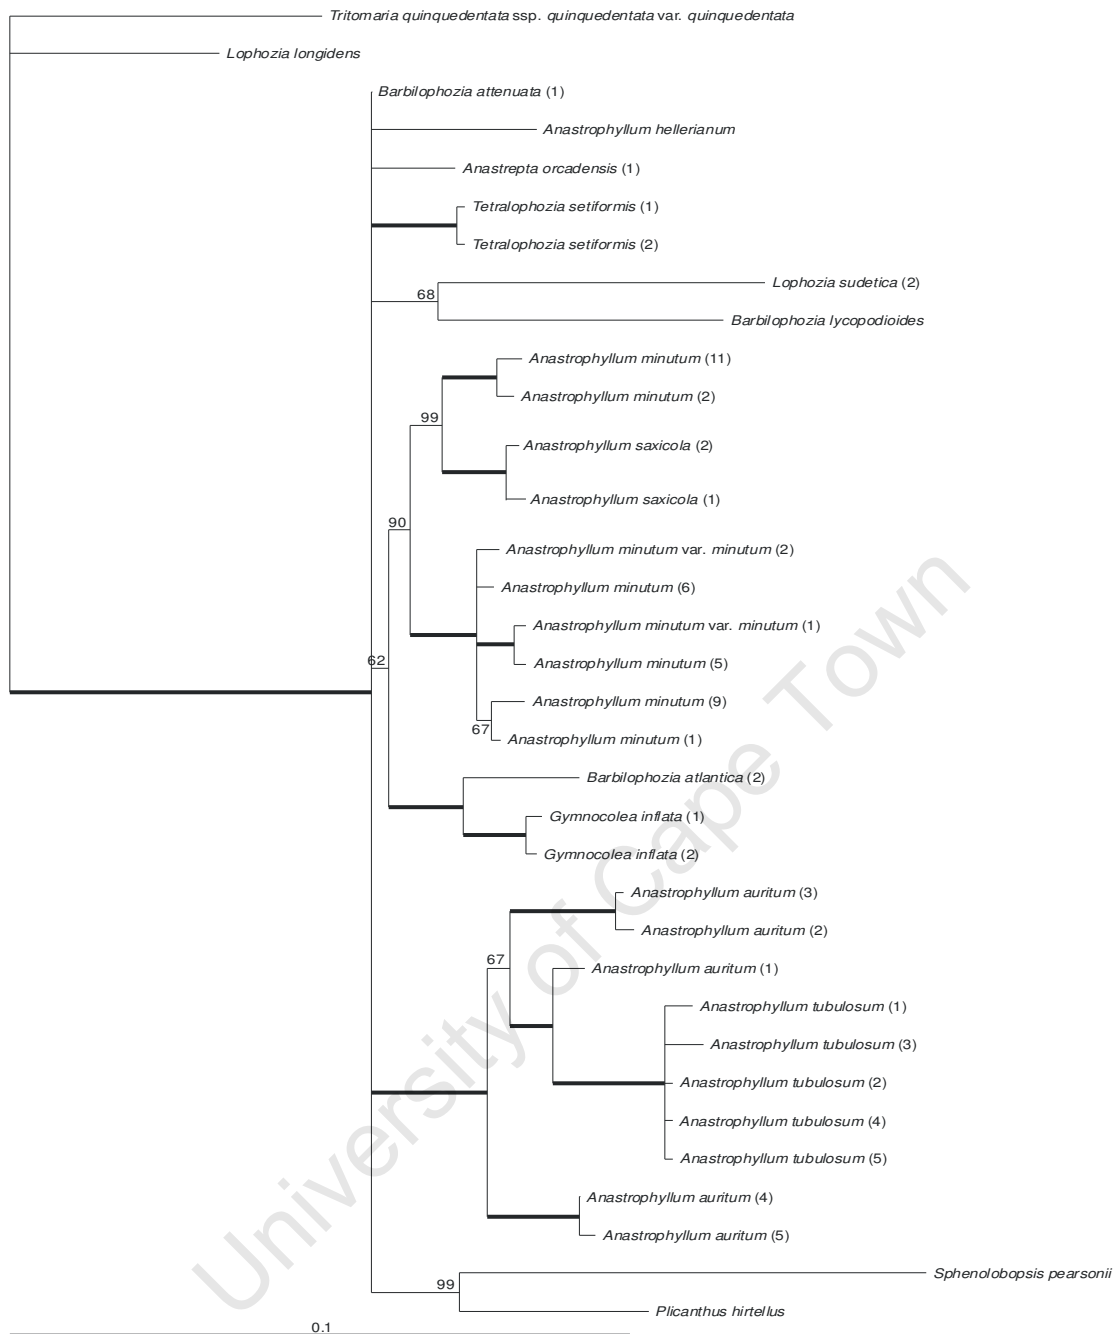 Tritomaria quinquedentata ssp. quinquedentata var. quinquedentata
Lophozia longidens
Barbilophozia attenuata (1)
Anastrophyllum hellerianum
Anastrepta orcadensis (1)
Tetralophozia setiformis (1)
Tetralophozia setiformis (2)
Lophozia sudetica (2)
68
Barbilophozia lycopodioides
Anastrophyllum minutum (11)
Anastrophyllum minutum (2)
99
Anastrophyllum saxicola (2)
Anastrophyllum saxicola (1)
90
Anastrophyllum minutum var. minutum (2)
Anastrophyllum minutum (6)
Anastrophyllum minutum var. minutum (1)
62
Anastrophyllum minutum (5)
Anastrophyllum minutum (9)
67
Anastrophyllum minutum (1)
Barbilophozia atlantica (2)
Gymnocolea inflata (1)
Gymnocolea inflata (2)
Anastrophyllum auritum (3)
Anastrophyllum auritum (2)
67
Anastrophyllum auritum (1)
Anastrophyllum tubulosum (1)
Anastrophyllum tubulosum (3)
Anastrophyllum tubulosum (2)
Anastrophyllum tubulosum (4)
Anastrophyllum tubulosum (5)
Anastrophyllum auritum (4)
Anastrophyllum auritum (5)
Sphenolobopsis pearsonii
99
Plicanthus hirtellus
0.1
University of Cape Town